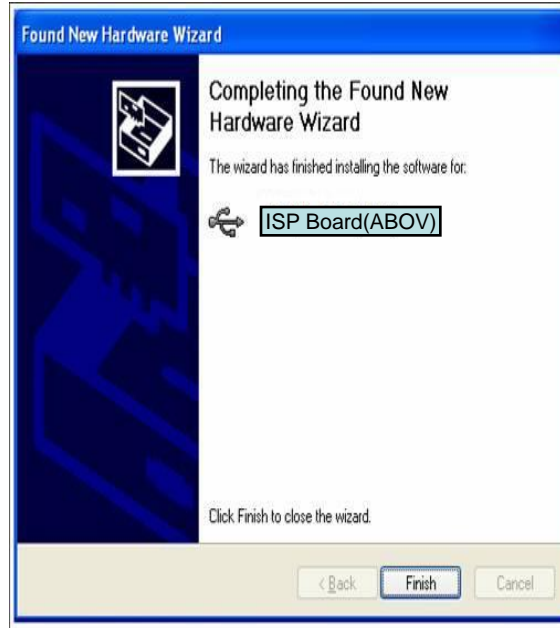 Found New Hardware Wizard
Completing the Found New
Hardware Wizard
The wizard has finished installing the software for:
ISP Board(ABOV)
Click Finish to close the wizard.
< Back
Finish
Cancel